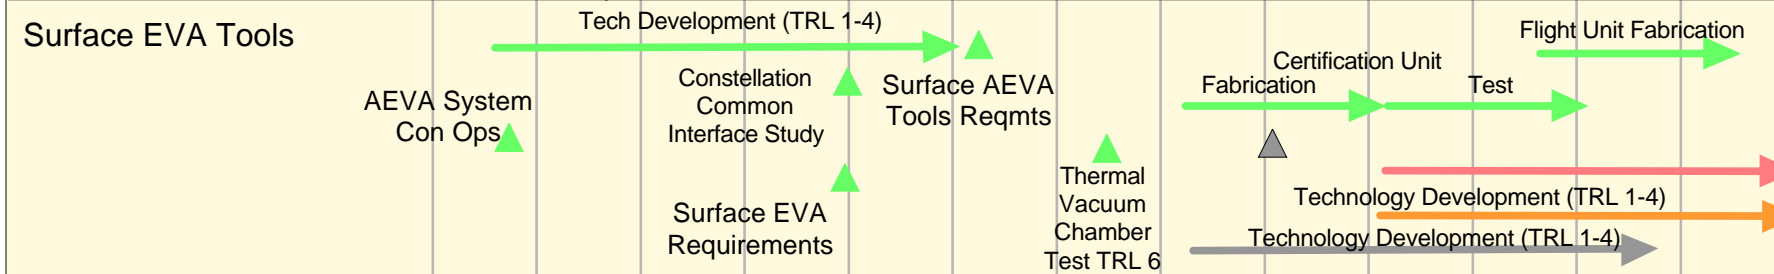 Surface EVA Tools
Tech Development (TRL 1-4)
AEVA System
Con Ops
Constellation
Common
Interface Study
Surface EVA
Requirements
Surface AEVA
Tools Reqmts
Thermal
Vacuum
Chamber
Test TRL 6
Certification Unit
Fabrication
Test
Flight Unit Fabrication
Technology Development (TRL 1-4)
Technology Development (TRL 1-4)